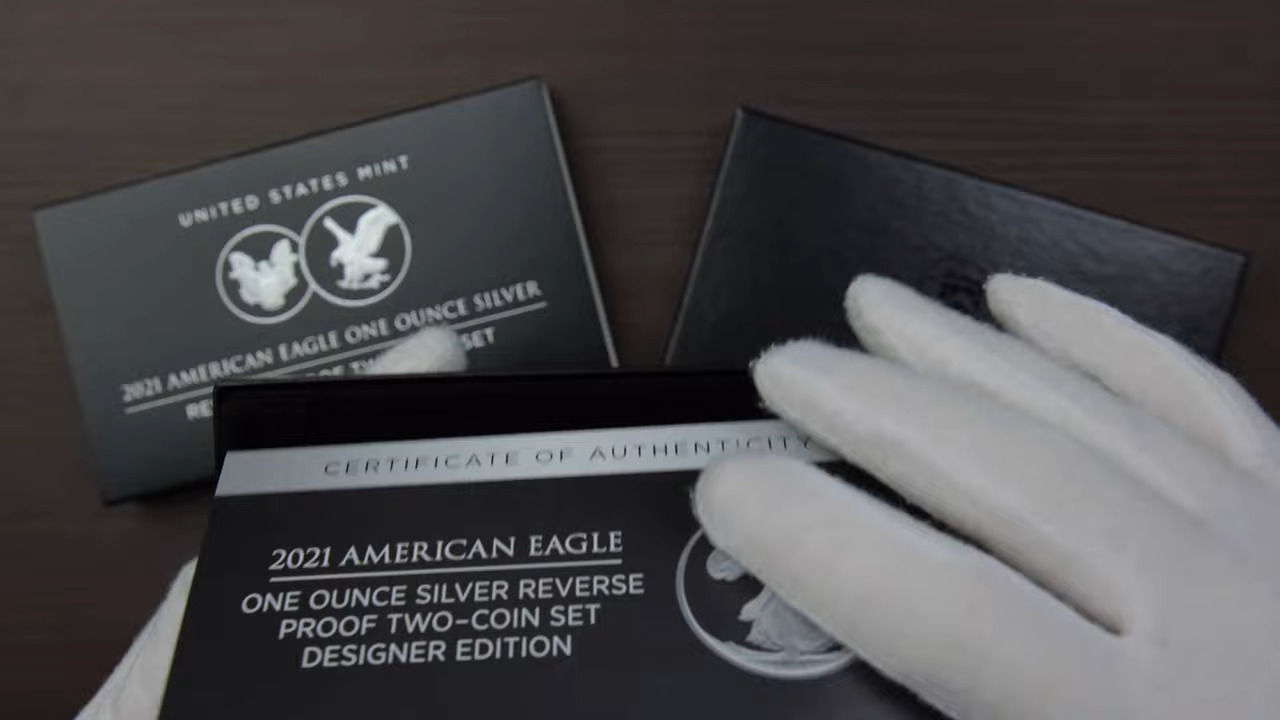 UNITED STATES MINT
2021 AMERICAN EAGLE ONE OUNCE SILVER
SET
CERTIFICATE OF AUTHENTICITY
2021 AMERICAN EAGLE
ONE OUNCE SILVER REVERSE
PROOF TWO-COIN SET
DESIGNER EDITION